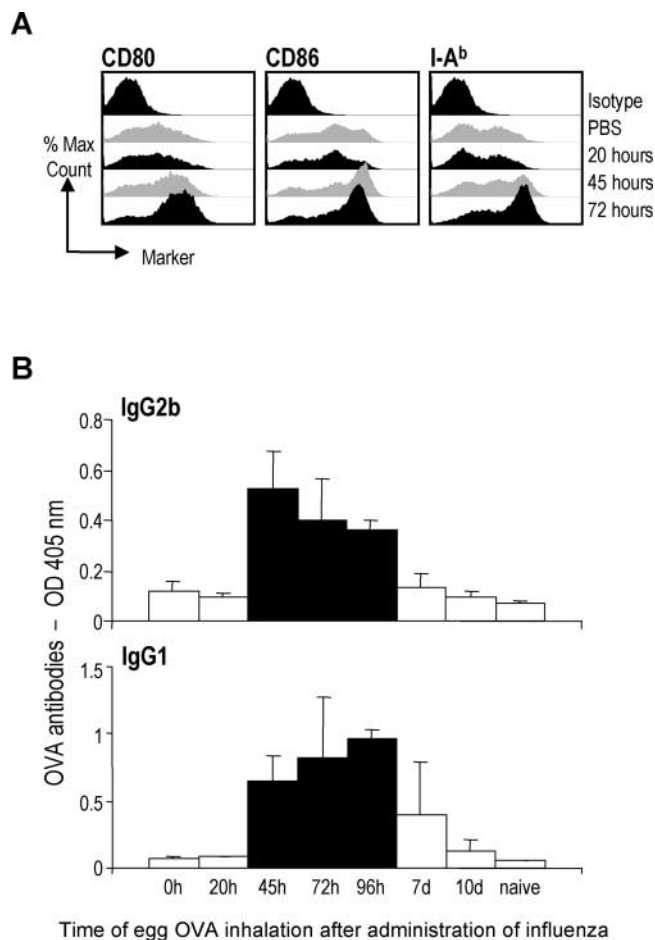 A
CD80 CD86 I-Aᵇ
Isotype
PBS
20 hours
45 hours
72 hours
% Max
Count
Marker
B
IgG2b
0.8
0.6
0.4
0.2
0
IgG1
1.5
1
0.5
0
OVA antibodies – OD 405 nm
0h 20h 45h 72h 96h 7d 10d naive
Time of egg OVA inhalation after administration of influenza